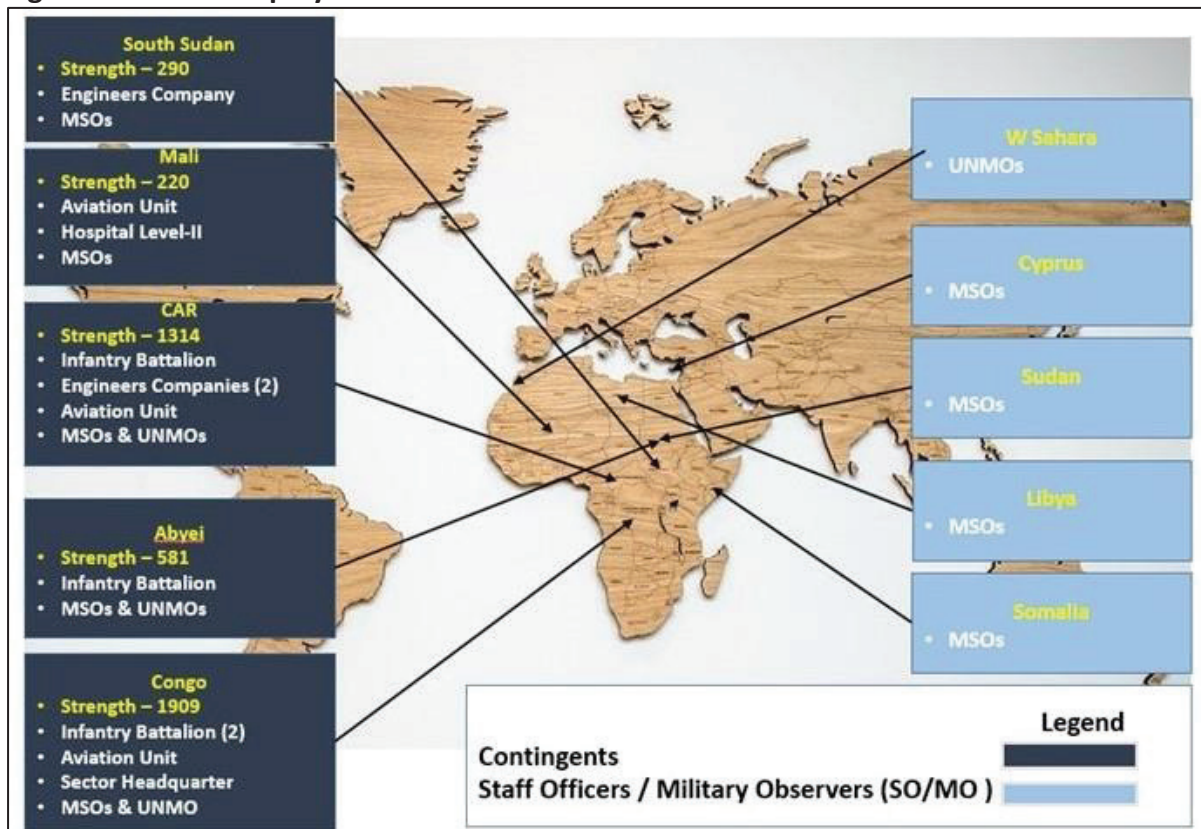 South Sudan
• Strength – 290
• Engineers Company
• MSOs
Mali
• Strength – 220
• Aviation Unit
• Hospital Level-II
• MSOs
CAR
• Strength – 1314
• Infantry Battalion
• Engineers Companies (2)
• Aviation Unit
• MSOs & UNMOs
Abyei
• Strength – 581
• Infantry Battalion
• MSOs & UNMOs
Congo
• Strength – 1909
• Infantry Battalion (2)
• Aviation Unit
• Sector Headquarter
• MSOs & UNMO
W Sahara
• UNMOs
Cyprus
• MSOs
Sudan
• MSOs
Libya
• MSOs
Somalia
• MSOs
Legend
Contingents
Staff Officers / Military Observers (SO/MO )